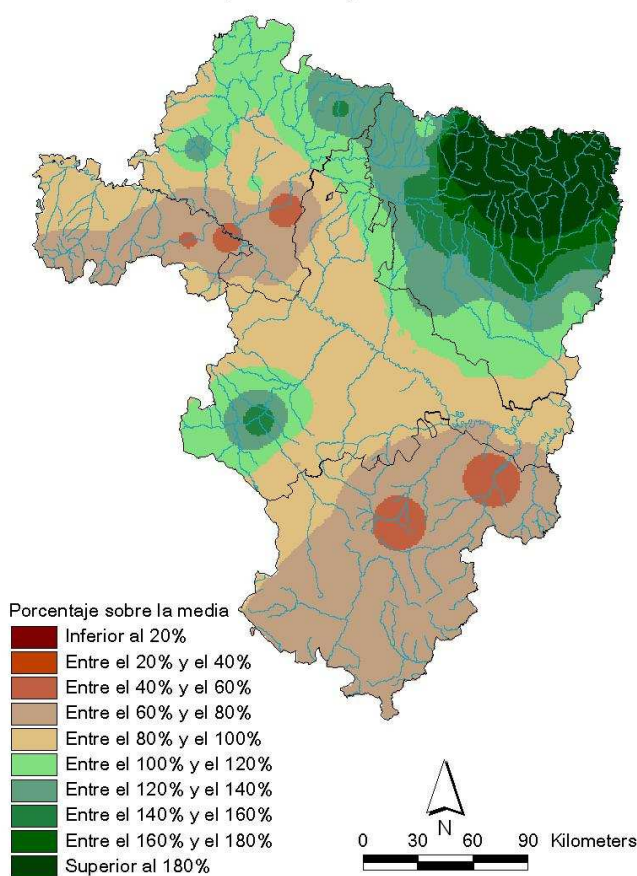 Porcentaje sobre la media
Inferior al 20%
Entre el 20% y el 40%
Entre el 40% y el 60%
Entre el 60% y el 80%
Entre el 80% y el 100%
Entre el 100% y el 120%
Entre el 120% y el 140%
Entre el 140% y el 160%
Entre el 160% y el 180%
Superior al 180%
N
0 30 60 90 Kilometers